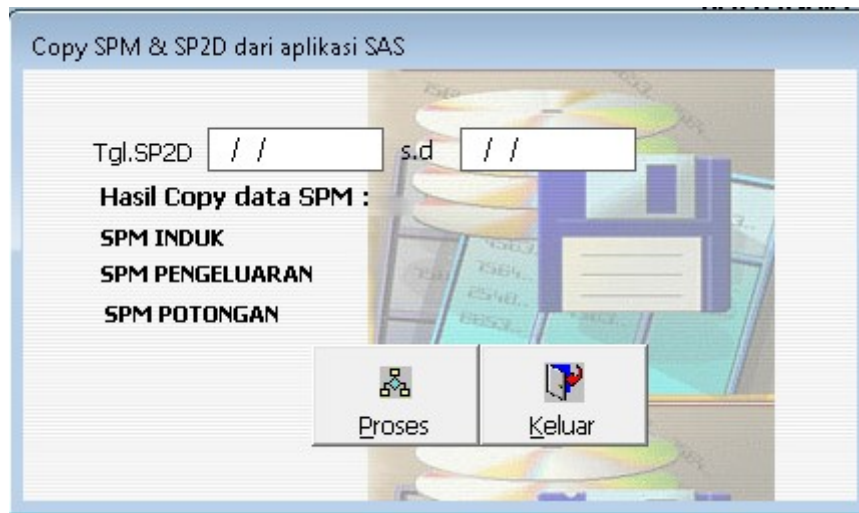 Copy SPM & SP2D dari aplikasi SAS
Tgl.SP2D / / s.d / /
Hasil Copy data SPM :
SPM INDUK
SPM PENGELUARAN
SPM POTONGAN
Proses Keluar